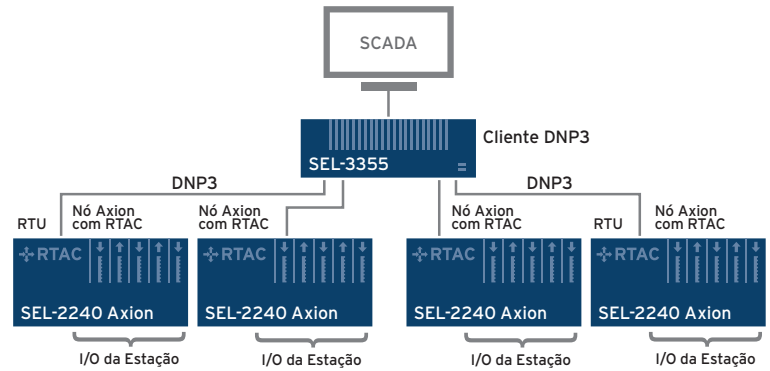 SCADA
Cliente DNP3
SEL-3355
DNP3
DNP3
RTU
Nó Axion
com RTAC
Nó Axion
com RTAC
Nó Axion
com RTAC
RTU
Nó Axion
com RTAC
RTAC
RTAC
RTAC
RTAC
SEL-2240 Axion
SEL-2240 Axion
SEL-2240 Axion
SEL-2240 Axion
I/O da Estação
I/O da Estação
I/O da Estação
I/O da Estação